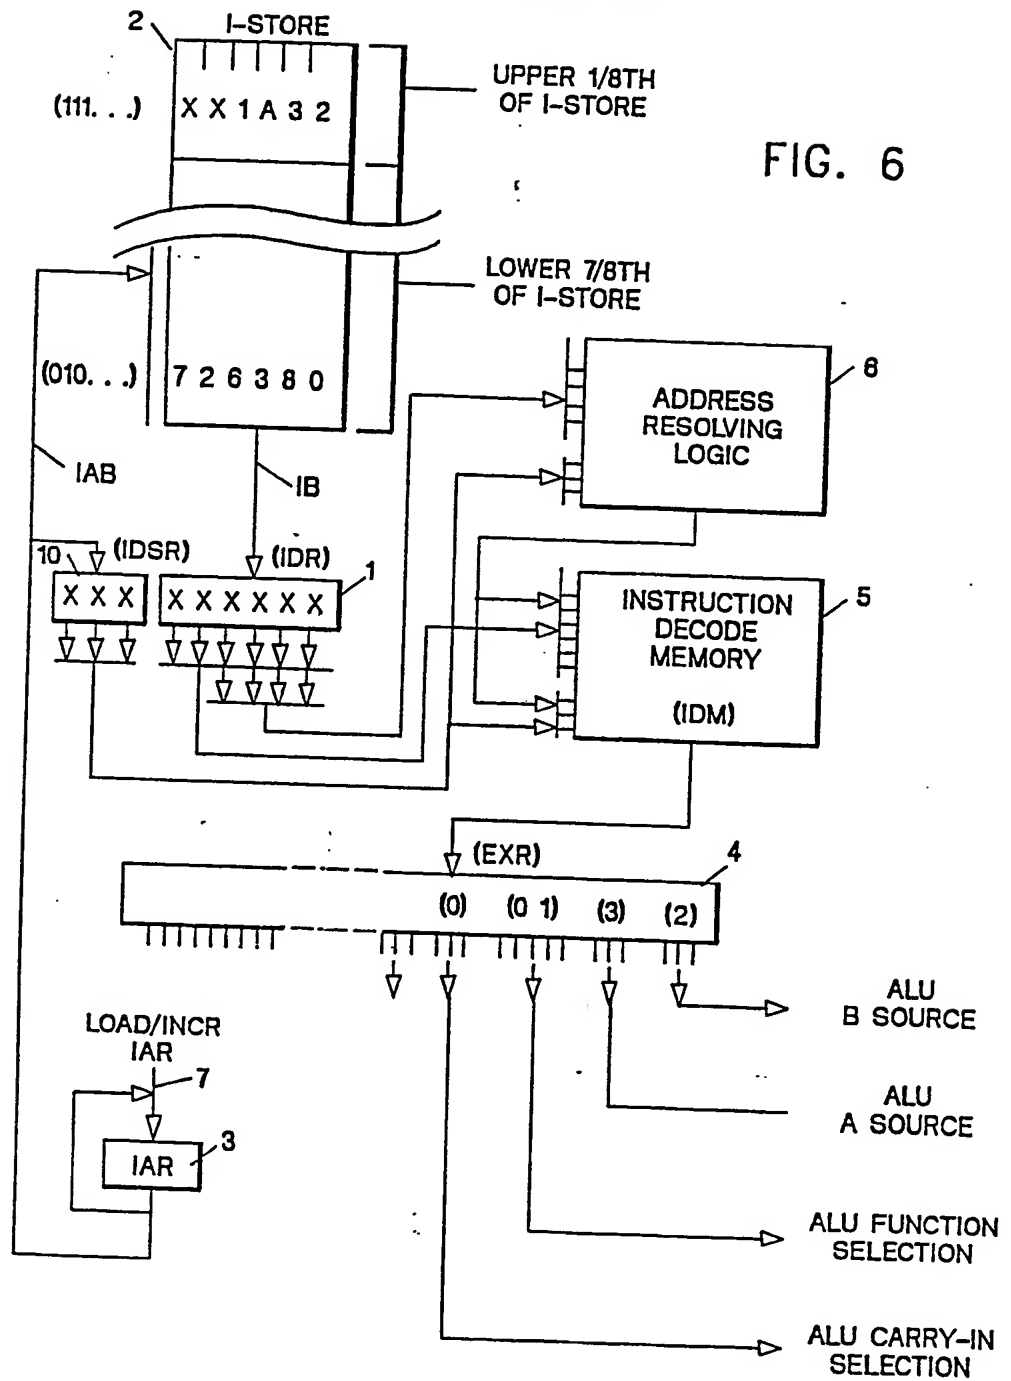 2
I-STORE
(111. . .)
X X 1 A 3 2
UPPER 1/8TH
OF I-STORE
FIG. 6
LOWER 7/8TH
OF I-STORE
(010. . .)
7 2 6 3 8 0
6
ADDRESS
RESOLVING
LOGIC
IAB
IB
10
(IDSR)
(IDR)
1
X X X
X X X X X X
5
INSTRUCTION
DECODE
MEMORY
(IDM)
(EXR)
4
(0)
(0 1)
(3)
(2)
ALU
B SOURCE
LOAD/INCR
IAR
7
ALU
A SOURCE
3
IAR
ALU FUNCTION
SELECTION
ALU CARRY-IN
SELECTION